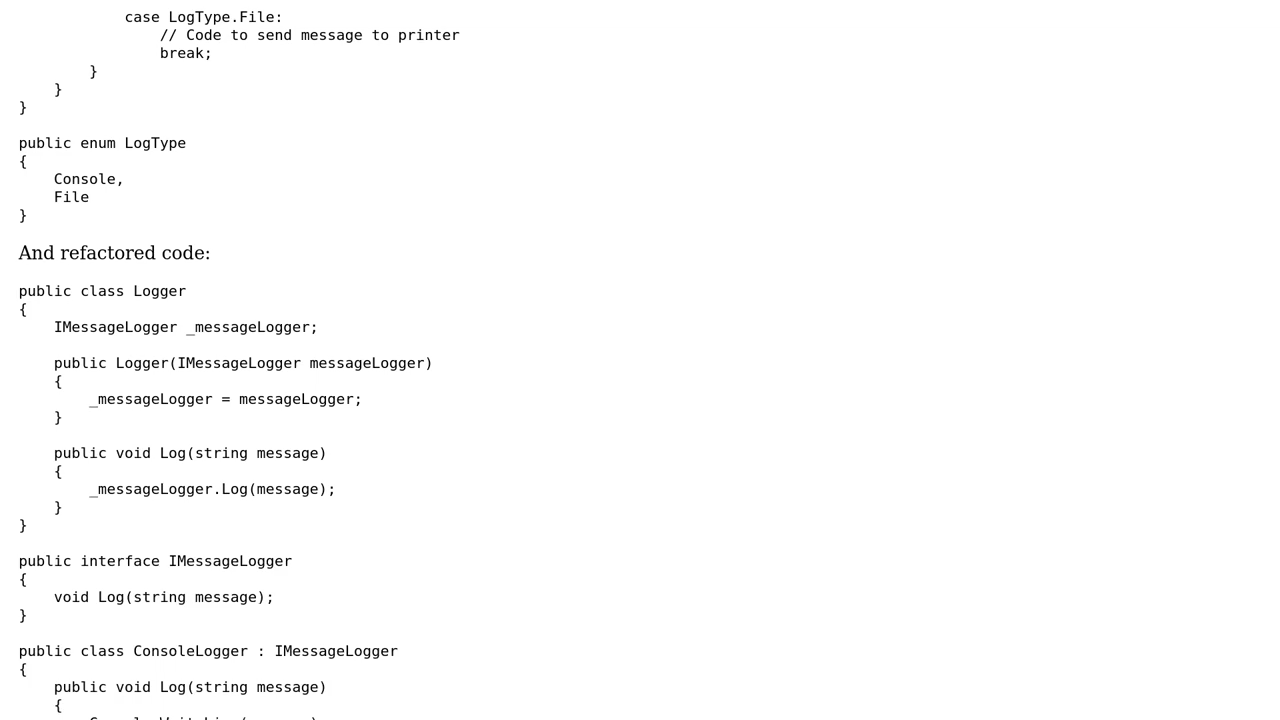 case LogType.File:
                // Code to send message to printer
                break;
        }
    }
}

public enum LogType
{
    Console,
    File
}

And refactored code:

public class Logger
{
    IMessageLogger _messageLogger;

    public Logger(IMessageLogger messageLogger)
    {
        _messageLogger = messageLogger;
    }

    public void Log(string message)
    {
        _messageLogger.Log(message);
    }
}

public interface IMessageLogger
{
    void Log(string message);
}

public class ConsoleLogger : IMessageLogger
{
    public void Log(string message)
    {